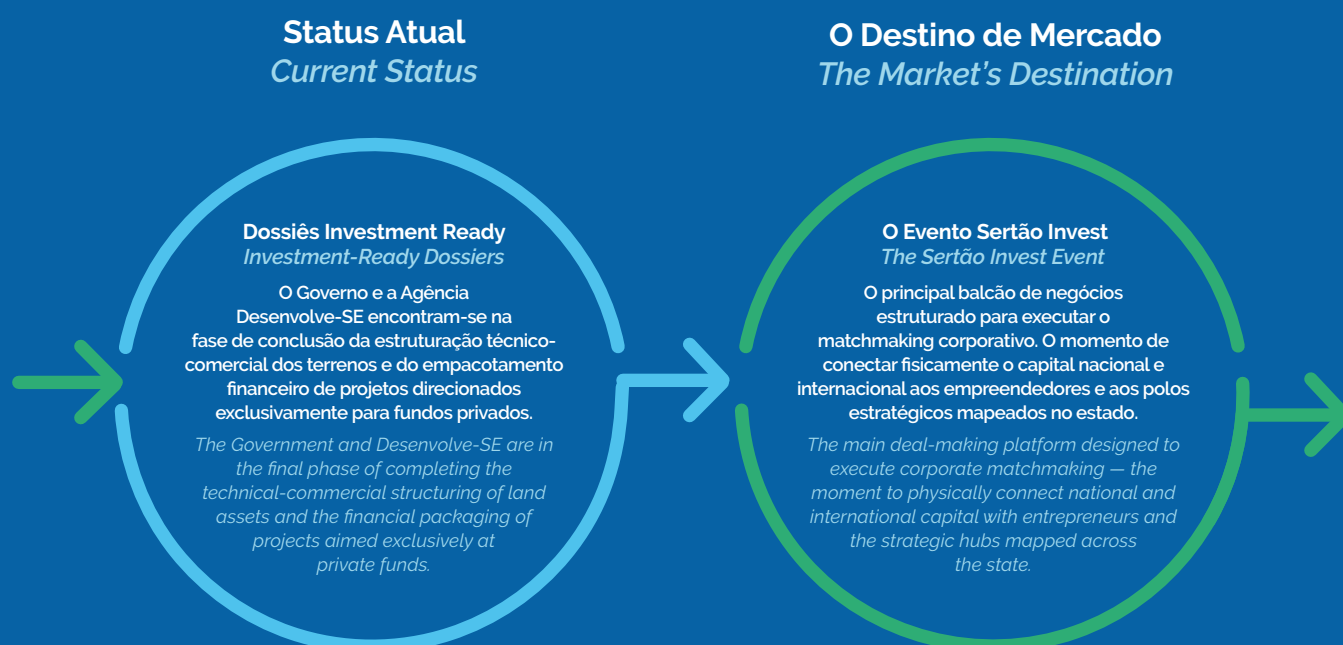 Status Atual
Current Status
Dossiês Investment Ready
Investment-Ready Dossiers
O Governo e a Agência
Desenvolve-SE encontram-se na
fase de conclusão da estruturação técnico-
comercial dos terrenos e do empacotamento
financeiro de projetos direcionados
exclusivamente para fundos privados.
The Government and Desenvolve-SE are in
the final phase of completing the
technical-commercial structuring of land
assets and the financial packaging of
projects aimed exclusively at
private funds.
O Destino de Mercado
The Market's Destination
O Evento Sertão Invest
The Sertão Invest Event
O principal balcão de negócios
estruturado para executar o
matchmaking corporativo. O momento de
conectar fisicamente o capital nacional e
internacional aos empreendedores e aos polos
estratégicos mapeados no estado.
The main deal-making platform designed to
execute corporate matchmaking — the
moment to physically connect national and
international capital with entrepreneurs and
the strategic hubs mapped across
the state.